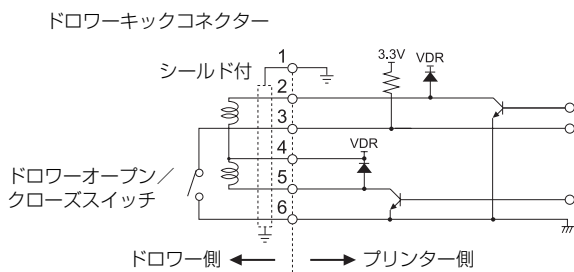 ドロワーキックコネクター
シールド付
1
2
3
4
5
6
3.3V
VDR
VDR
ドロワーオープン／
クローズスイッチ
ドロワー側
プリンター側